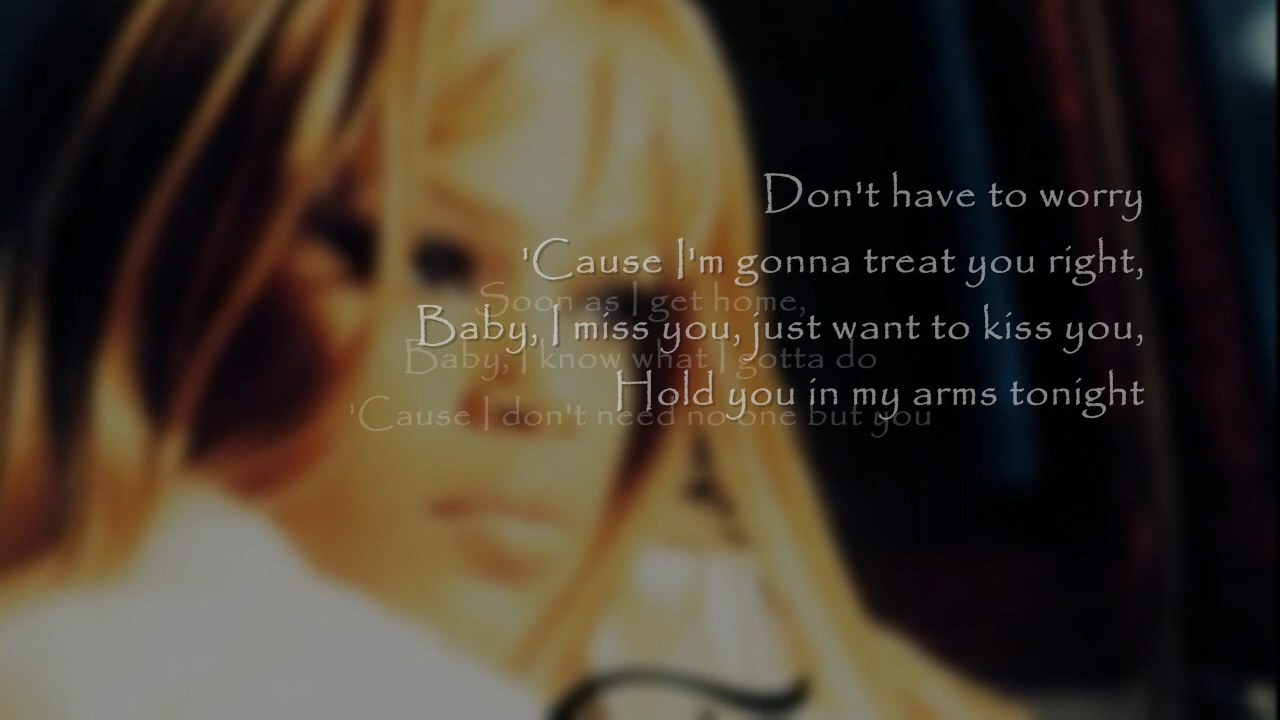 Don't have to worry
'Cause I'm gonna treat you right,
Soon as I get home,
Baby, I miss you, just want to kiss you,
Baby, I know what I gotta do
Hold you in my arms tonight
'Cause I don't need no one but you